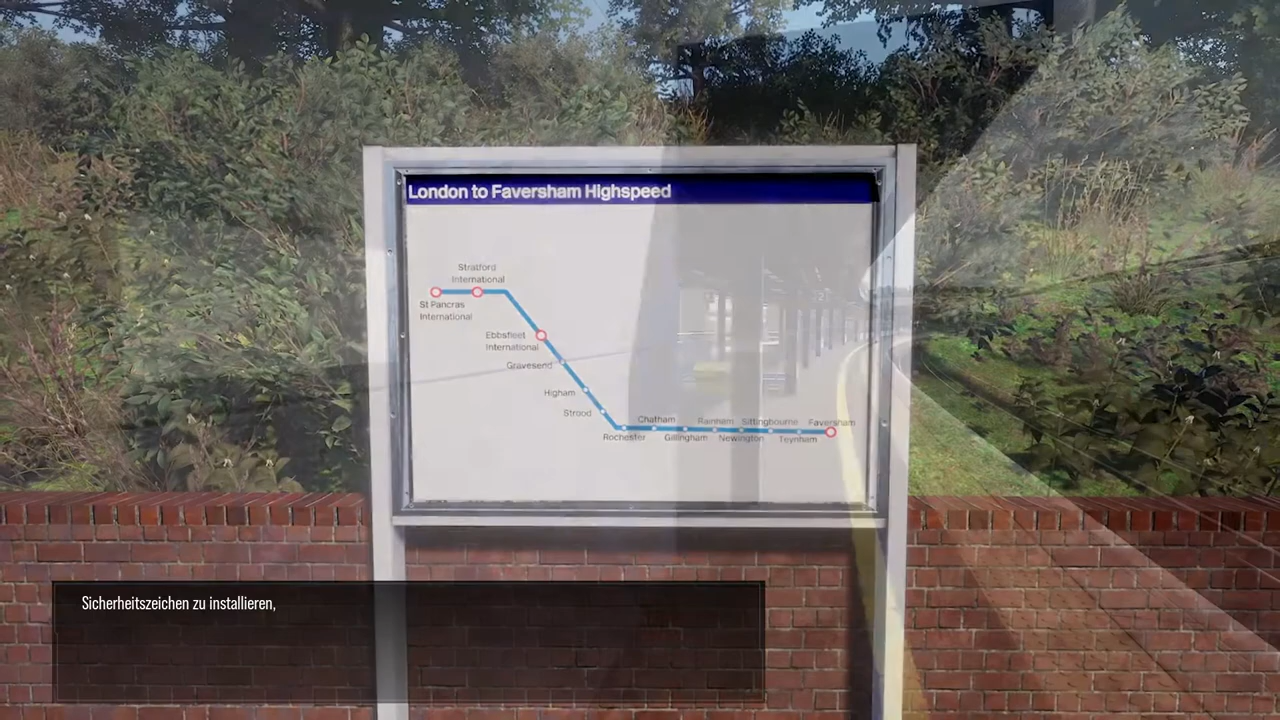 London to Faversham Highspeed
Stratford
International
St Pancras
International
Ebbsfleet
International
Gravesend
Higham
Strood
Rochester
Chatham
Gillingham
Rainham
Newington
Sittingbourne
Teynham
Faversham
Sicherheitszeichen zu installieren,